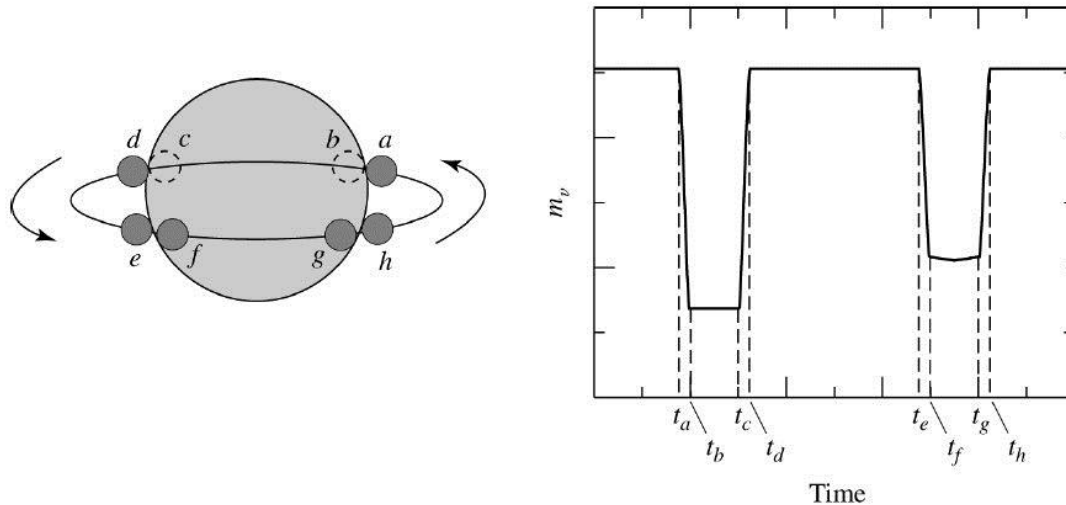 d c b a
e f g h
m_v
t_a t_c t_e t_g
t_b t_d t_f t_h
Time